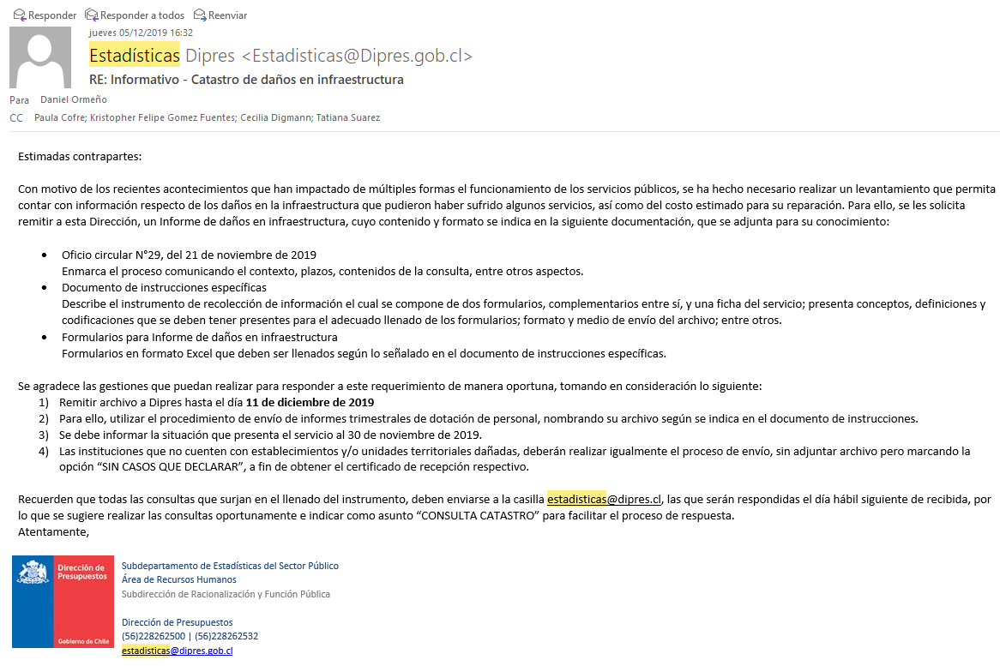 Responder Responder a todos Reenviar
jueves 05/12/2019 16:32
Estadísticas Dipres <Estadisticas@Dipres.gob.cl>
RE: Informativo - Catastro de daños en infraestructura
Para Daniel Ormeño
CC Paula Cofre; Kristopher Felipe Gomez Fuentes; Cecilia Digmann; Tatiana Suarez
Estimadas contrapartes:
Con motivo de los recientes acontecimientos que han impactado de múltiples formas el funcionamiento de los servicios públicos, se ha hecho necesario realizar un levantamiento que permita
contar con información respecto de los daños en la infraestructura que pudieron haber sufrido algunos servicios, así como del costo estimado para su reparación. Para ello, se les solicita
remitir a esta Dirección, un Informe de daños en infraestructura, cuyo contenido y formato se indica en la siguiente documentación, que se adjunta para su conocimiento:
• Oficio circular N°29, del 21 de noviembre de 2019
Enmarca el proceso comunicando el contexto, plazos, contenidos de la consulta, entre otros aspectos.
• Documento de instrucciones específicas
Describe el instrumento de recolección de información el cual se compone de dos formularios, complementarios entre sí, y una ficha del servicio; presenta conceptos, definiciones y
codificaciones que se deben tener presentes para el adecuado llenado de los formularios; formato y medio de envío del archivo; entre otros.
• Formularios para Informe de daños en infraestructura
Formularios en formato Excel que deben ser llenados según lo señalado en el documento de instrucciones específicas.
Se agradece las gestiones que puedan realizar para responder a este requerimiento de manera oportuna, tomando en consideración lo siguiente:
1) Remitir archivo a Dipres hasta el día 11 de diciembre de 2019
2) Para ello, utilizar el procedimiento de envío de informes trimestrales de dotación de personal, nombrando su archivo según se indica en el documento de instrucciones.
3) Se debe informar la situación que presenta el servicio al 30 de noviembre de 2019.
4) Las instituciones que no cuenten con establecimientos y/o unidades territoriales dañadas, deberán realizar igualmente el proceso de envío, sin adjuntar archivo pero marcando la
opción “SIN CASOS QUE DECLARAR”, a fin de obtener el certificado de recepción respectivo.
Recuerden que todas las consultas que surjan en el llenado del instrumento, deben enviarse a la casilla estadisticas@dipres.cl, las que serán respondidas el día hábil siguiente de recibida, por
lo que se sugiere realizar las consultas oportunamente e indicar como asunto “CONSULTA CATASTRO” para facilitar el proceso de respuesta.
Atentamente,
Dirección de
Presupuestos
Gobierno de Chile
Subdepartamento de Estadísticas del Sector Público
Área de Recursos Humanos
Subdirección de Racionalización y Función Pública
Dirección de Presupuestos
(56)228262500 | (56)228262532
estadisticas@dipres.gob.cl